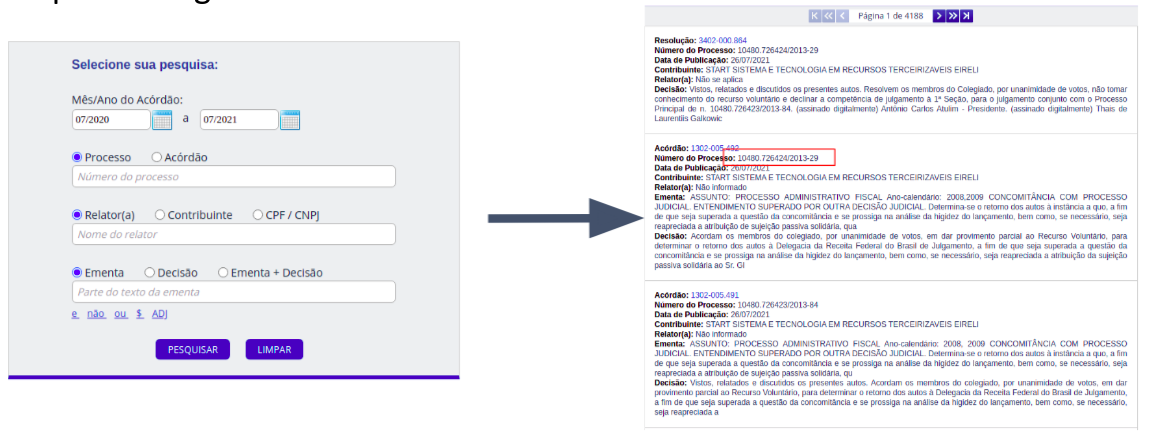 Selecione sua pesquisa:
Mês/Ano do Acórdão:
07/2020 a 07/2021
Processo Acórdão
Número do processo
Relator(a) Contribuinte CPF / CNPJ
Nome do relator
Ementa Decisão Ementa + Decisão
Parte do texto da ementa
e não ou $ ADJ
PESQUISAR LIMPAR
Página 1 de 4188
Resolução: 3402-000.864
Número do Processo: 10480.726424/2013-29
Data de Publicação: 26/07/2021
Contribuinte: START SISTEMA E TECNOLOGIA EM RECURSOS TERCEIRIZAVEIS EIRELI
Relator(a): Não se aplica
Decisão: Vistos, relatados e discutidos os presentes autos. Resolvem os membros do Colegiado, por unanimidade de votos, não tomar
conhecimento do recurso voluntário e declinar a competência de julgamento à 1ª Seção, para o julgamento conjunto com o Processo
Principal de n. 10480.726423/2013-84. (assinado digitalmente) Antônio Carlos Atulim - Presidente. (assinado digitalmente) Thais de
Laurentiis Galkowic
Acórdão: 1302-005.492
Número do Processo: 10480.726424/2013-29
Data de Publicação: 26/07/2021
Contribuinte: START SISTEMA E TECNOLOGIA EM RECURSOS TERCEIRIZAVEIS EIRELI
Relator(a): Não informado
Ementa: ASSUNTO: PROCESSO ADMINISTRATIVO FISCAL Ano-calendário: 2008,2009 CONCOMITÂNCIA COM PROCESSO
JUDICIAL. ENTENDIMENTO SUPERADO POR OUTRA DECISÃO JUDICIAL. Determina-se o retorno dos autos à instância a quo, a fim
de que seja superada a questão da concomitância e se prossiga na análise da higidez do lançamento, bem como, se necessário, seja
reapreciada a atribuição de sujeição passiva solidária, qua
Decisão: Acordam os membros do colegiado, por unanimidade de votos, em dar provimento parcial ao Recurso Voluntário, para
determinar o retorno dos autos à Delegacia da Receita Federal do Brasil de Julgamento, a fim de que seja superada a questão da
concomitância e se prossiga na análise da higidez do lançamento, bem como, se necessário, seja reapreciada a atribuição da sujeição
passiva solidária ao Sr. Gi
Acórdão: 1302-005.491
Número do Processo: 10480.726423/2013-84
Data de Publicação: 26/07/2021
Contribuinte: START SISTEMA E TECNOLOGIA EM RECURSOS TERCEIRIZAVEIS EIRELI
Relator(a): Não informado
Ementa: ASSUNTO: PROCESSO ADMINISTRATIVO FISCAL Ano-calendário: 2008, 2009 CONCOMITÂNCIA COM PROCESSO
JUDICIAL. ENTENDIMENTO SUPERADO POR OUTRA DECISÃO JUDICIAL. Determina-se o retorno dos autos à instância a quo, a fim
de que seja superada a questão da concomitância e se prossiga na análise da higidez do lançamento, bem como, se necessário, seja
reapreciada a atribuição de sujeição passiva solidária, qu
Decisão: Vistos, relatados e discutidos os presentes autos. Acordam os membros do colegiado, por unanimidade de votos, em dar
provimento parcial ao Recurso Voluntário, para determinar o retorno dos autos à Delegacia da Receita Federal do Brasil de Julgamento,
a fim de que seja superada a questão da concomitância e se prossiga na análise da higidez do lançamento, bem como, se necessário,
seja reapreciada a